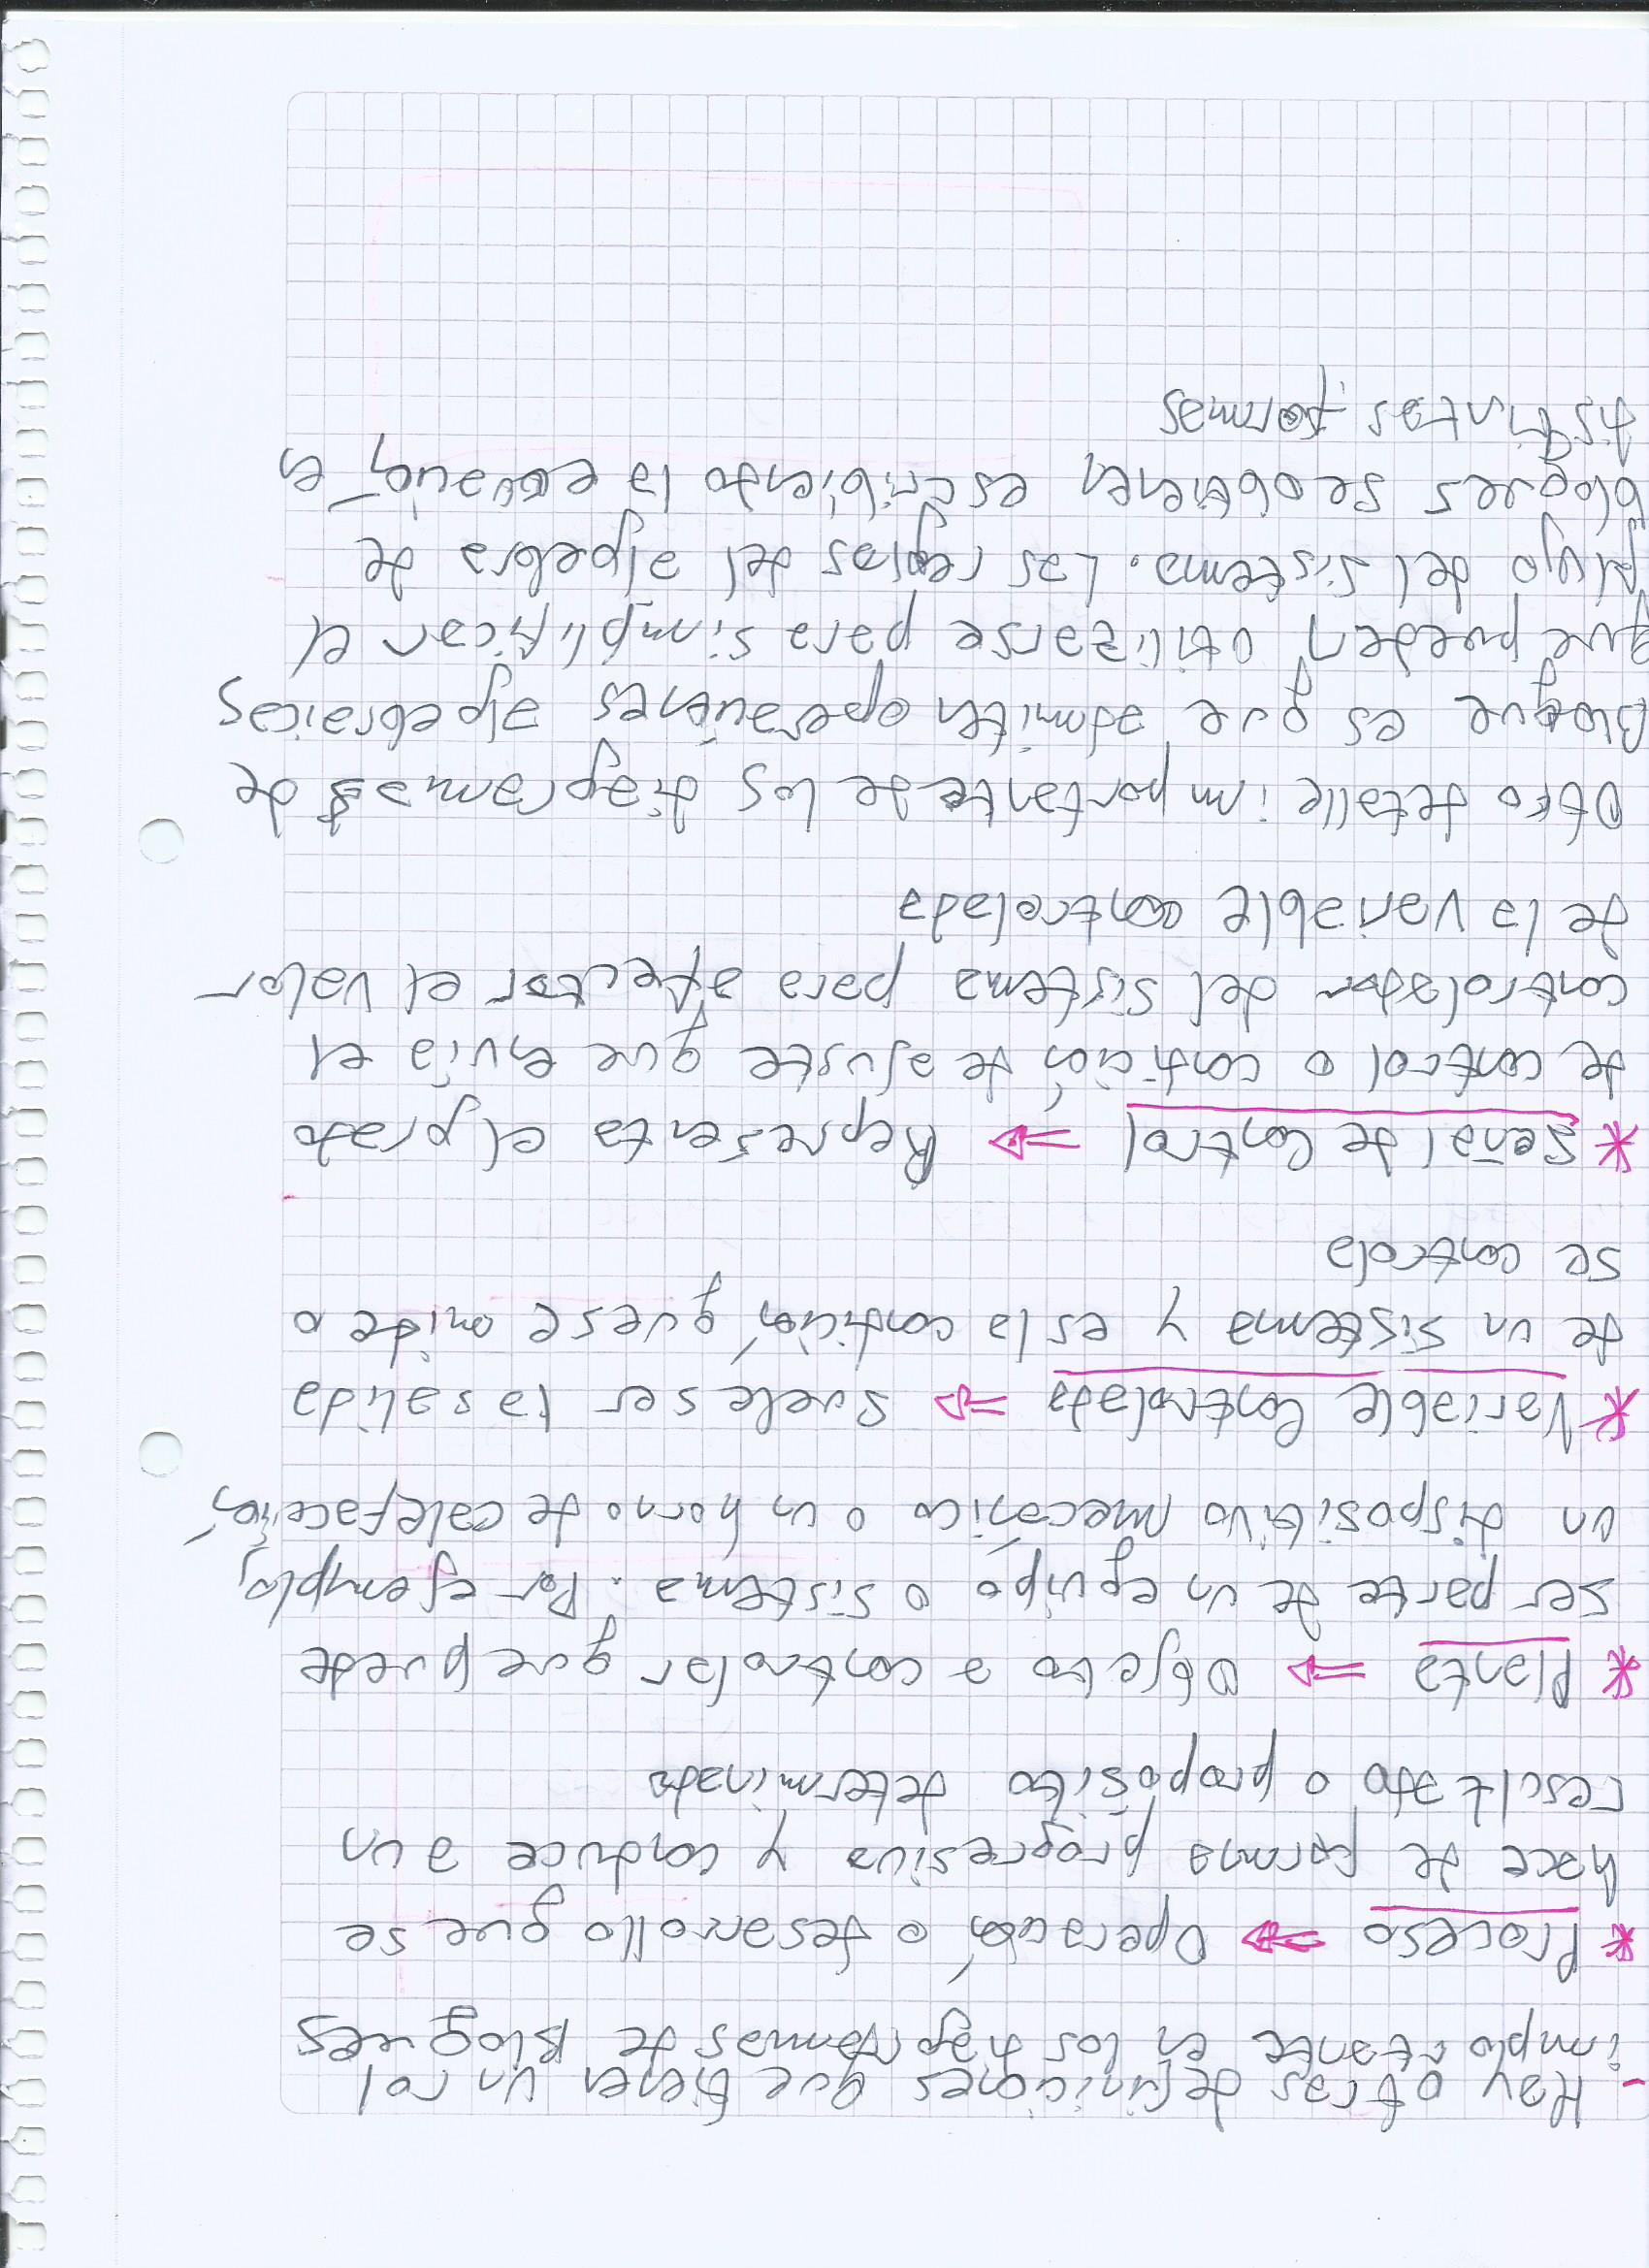 - Hay otras definiciones que tienen un rol
importante en los diagramas de Bloques
* Proceso ⇒ Operación o desarrollo que se
hace de forma progresiva y conduce a un
resultado o propósito determinado
* Planta ⇒ Objeto a controlar que puede
ser parte de un equipo o sistema. Por ejemplo,
un dispositivo mecánico o un horno de calefacción
* Variable Controlada ⇒ Suele ser la salida
de un sistema y es la condición que se mide o
se controla
* Señal de Control ⇒ Representa el grado
de control o condición de ajuste que envía el
controlador del sistema para afectar el valor
de la variable controlada
Otro detalle importante de los diagramas de
Bloque es que admiten operaciones algebraicas
que pueden utilizarse para simplificar el
flujo del sistema. Las reglas del álgebra de
bloques se obtienen escribiendo la ecuación en
distintas formas